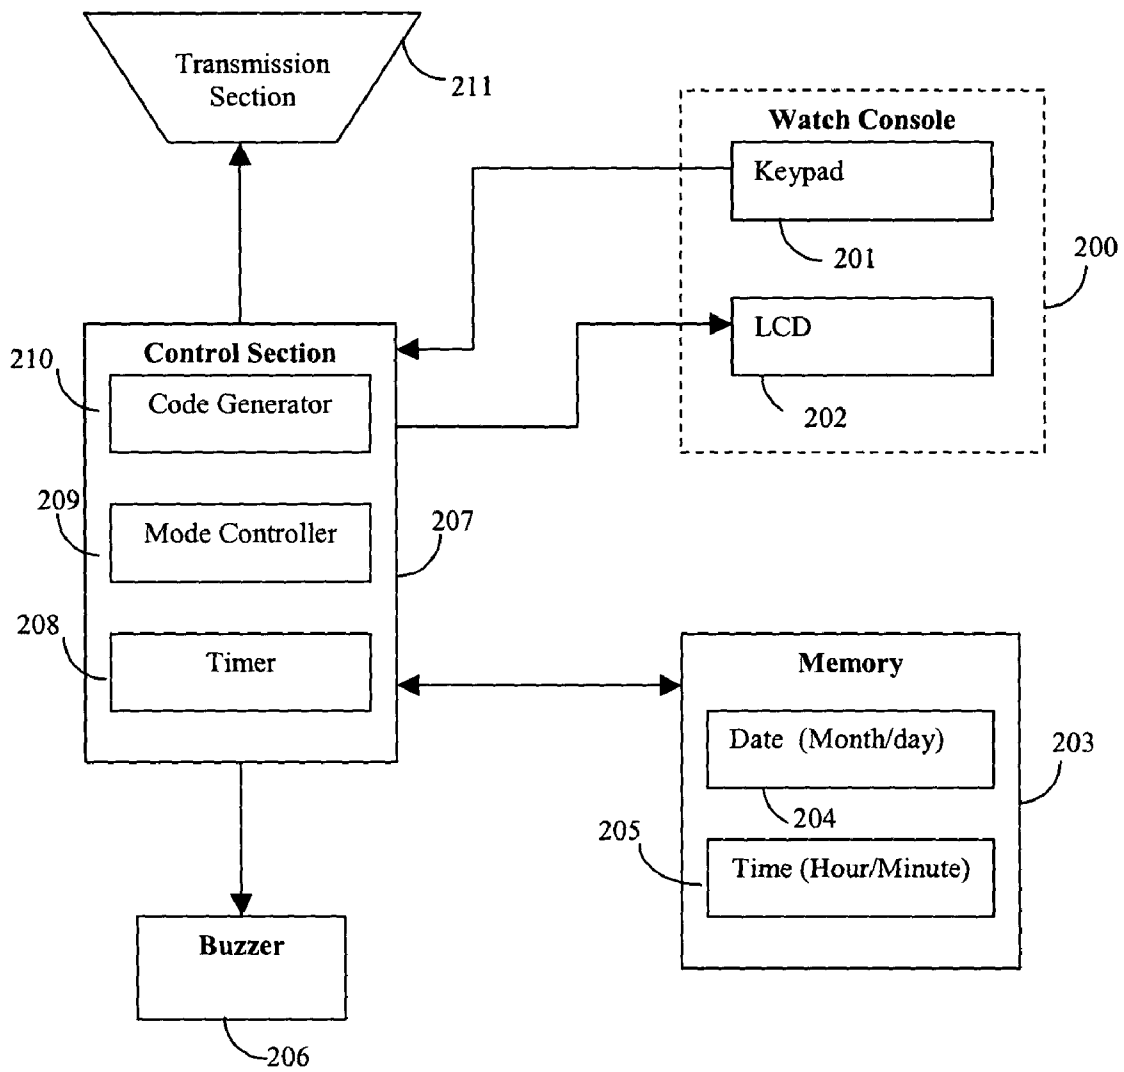 Transmission
Section
211
Watch Console
Keypad
201
200
LCD
202
Control Section
210
Code Generator
209
Mode Controller
207
208
Timer
Memory
Date (Month/day)
203
204
205
Time (Hour/Minute)
Buzzer
206